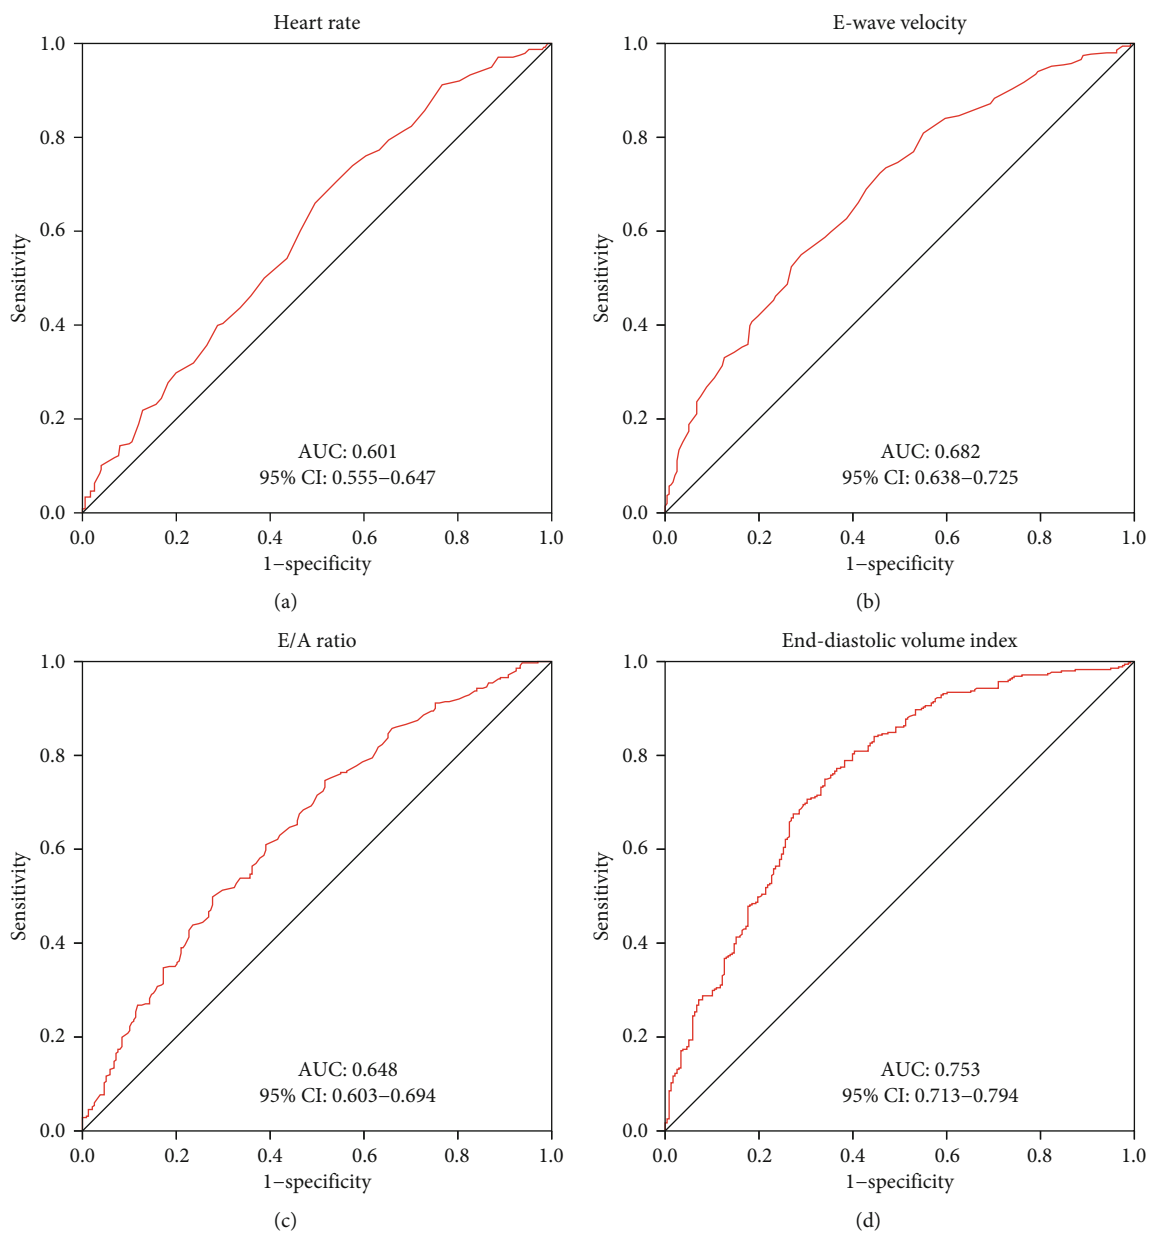 Heart rate
1.0
0.8
0.6
0.4
0.2
0.0
Sensitivity
AUC: 0.601
95% CI: 0.555–0.647
0.0 0.2 0.4 0.6 0.8 1.0
1–specificity
(a)
E-wave velocity
1.0
0.8
0.6
0.4
0.2
0.0
Sensitivity
AUC: 0.682
95% CI: 0.638–0.725
0.0 0.2 0.4 0.6 0.8 1.0
1–specificity
(b)
E/A ratio
1.0
0.8
0.6
0.4
0.2
0.0
Sensitivity
AUC: 0.648
95% CI: 0.603–0.694
0.0 0.2 0.4 0.6 0.8 1.0
1–specificity
(c)
End-diastolic volume index
1.0
0.8
0.6
0.4
0.2
0.0
Sensitivity
AUC: 0.753
95% CI: 0.713–0.794
0.0 0.2 0.4 0.6 0.8 1.0
1–specificity
(d)